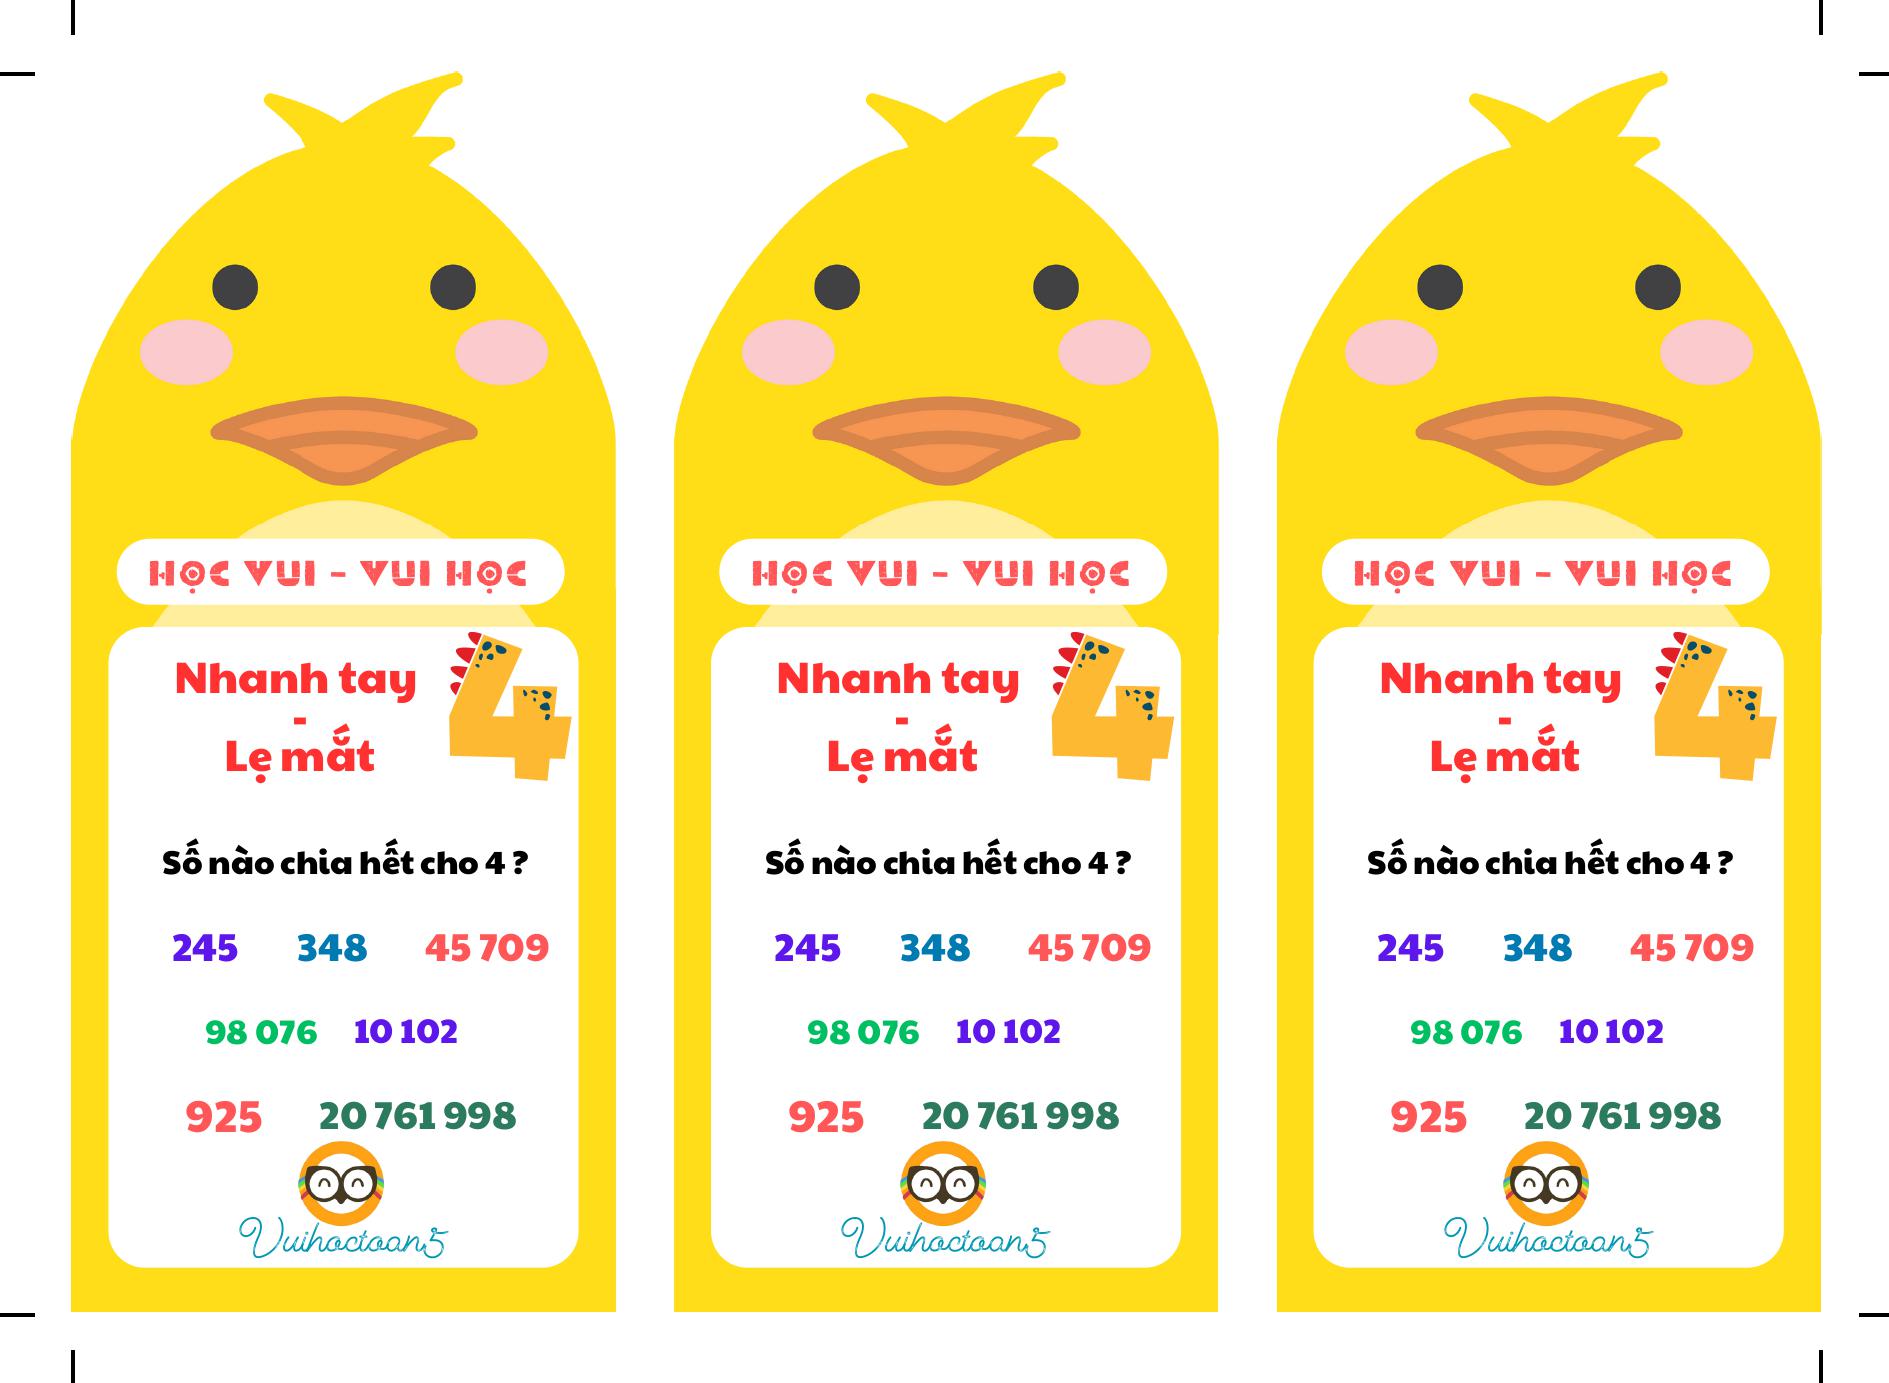 HỌC VUI - VUI HỌC
Nhanh tay
-
Lẹ mắt
4
Số nào chia hết cho 4 ?
245 348 45 709
98 076 10 102
925 20 761 998
Vuihoctoan5
HỌC VUI - VUI HỌC
Nhanh tay
-
Lẹ mắt
4
Số nào chia hết cho 4 ?
245 348 45 709
98 076 10 102
925 20 761 998
Vuihoctoan5
HỌC VUI - VUI HỌC
Nhanh tay
-
Lẹ mắt
4
Số nào chia hết cho 4 ?
245 348 45 709
98 076 10 102
925 20 761 998
Vuihoctoan5